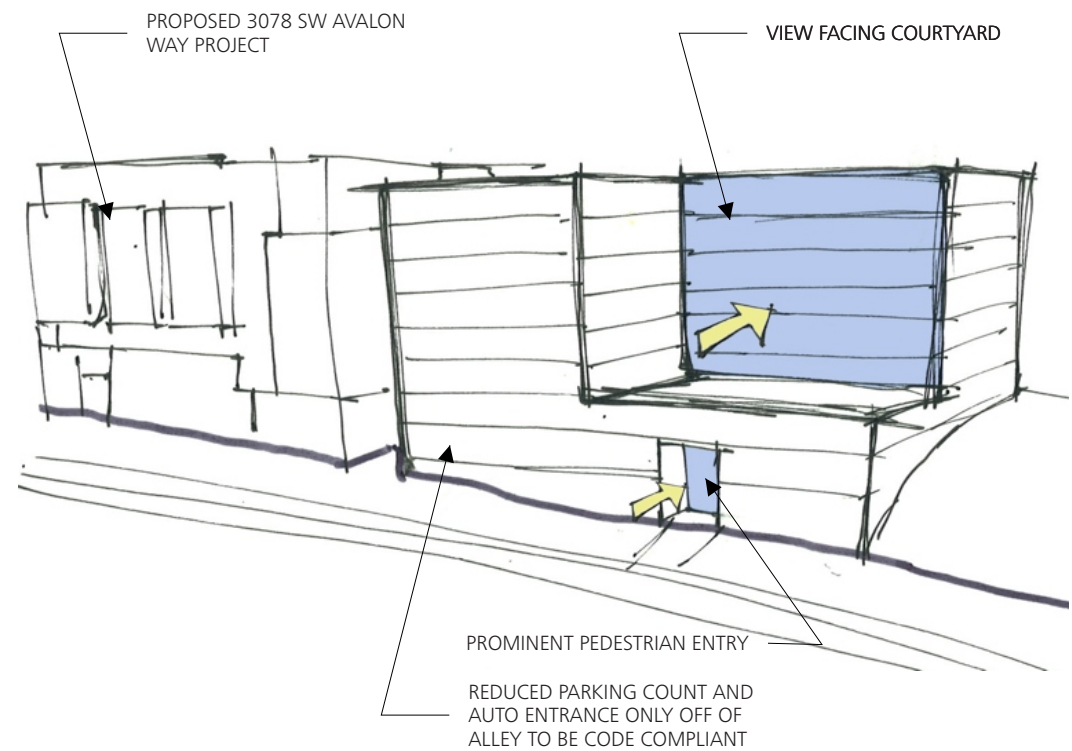 PROPOSED 3078 SW AVALON
WAY PROJECT
VIEW FACING COURTYARD
PROMINENT PEDESTRIAN ENTRY
REDUCED PARKING COUNT AND
AUTO ENTRANCE ONLY OFF OF
ALLEY TO BE CODE COMPLIANT